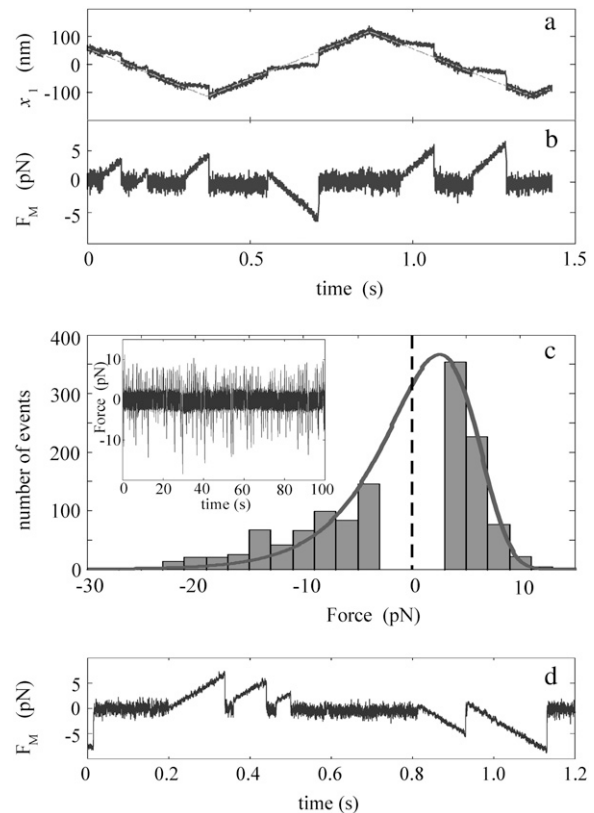 a
100
0
-100
x₁ (nm)
b
5
0
-5
F_M (pN)
0 0.5 1.0 1.5
time (s)
c
400
300
200
100
0
number of events
10
0
-10
Force (pN)
0 20 40 60 80 100
time (s)
-30 -20 -10 0 10
Force (pN)
d
5
0
-5
F_M (pN)
0 0.2 0.4 0.6 0.8 1.0 1.2
time (s)